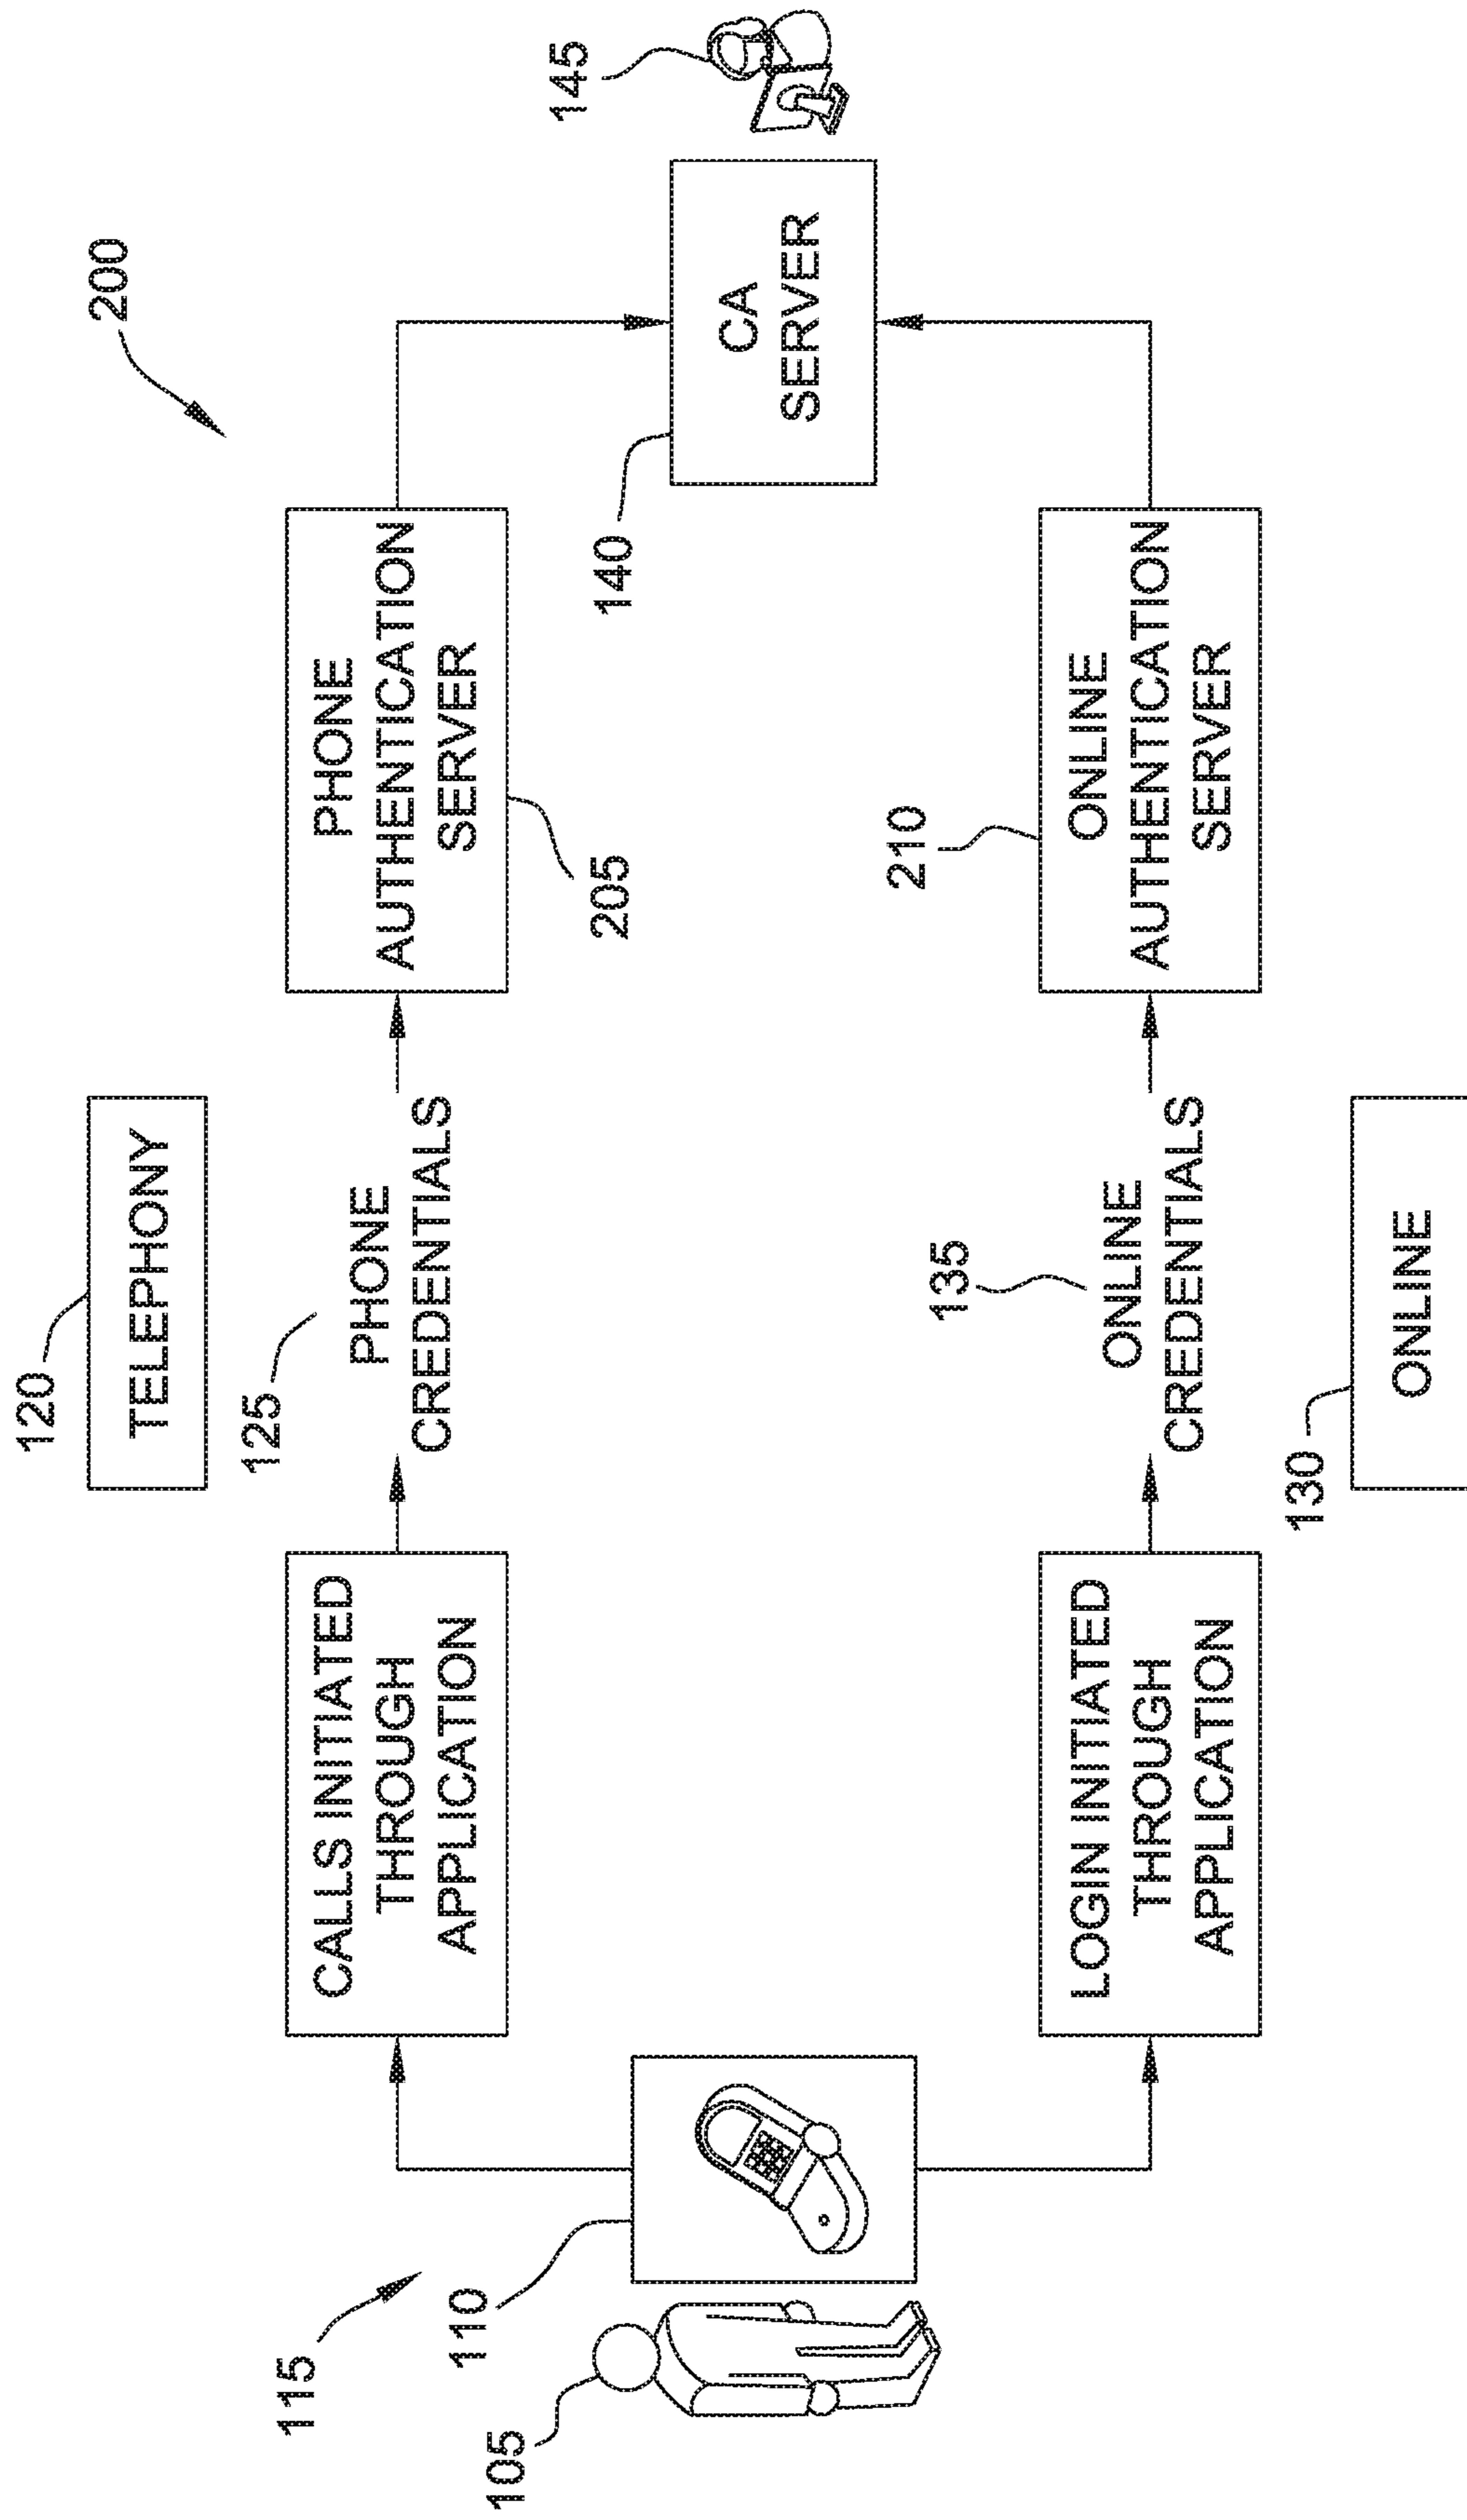 120
TELEPHONY
200
125
PHONE
CREDENTIALS
115
CALLS INITIATED
THROUGH
APPLICATION
PHONE
AUTHENTICATION
SERVER
205
110
105
140
CA
SERVER
145
135
210
LOGIN INITIATED
THROUGH
APPLICATION
ONLINE
CREDENTIALS
ONLINE
AUTHENTICATION
SERVER
130
ONLINE